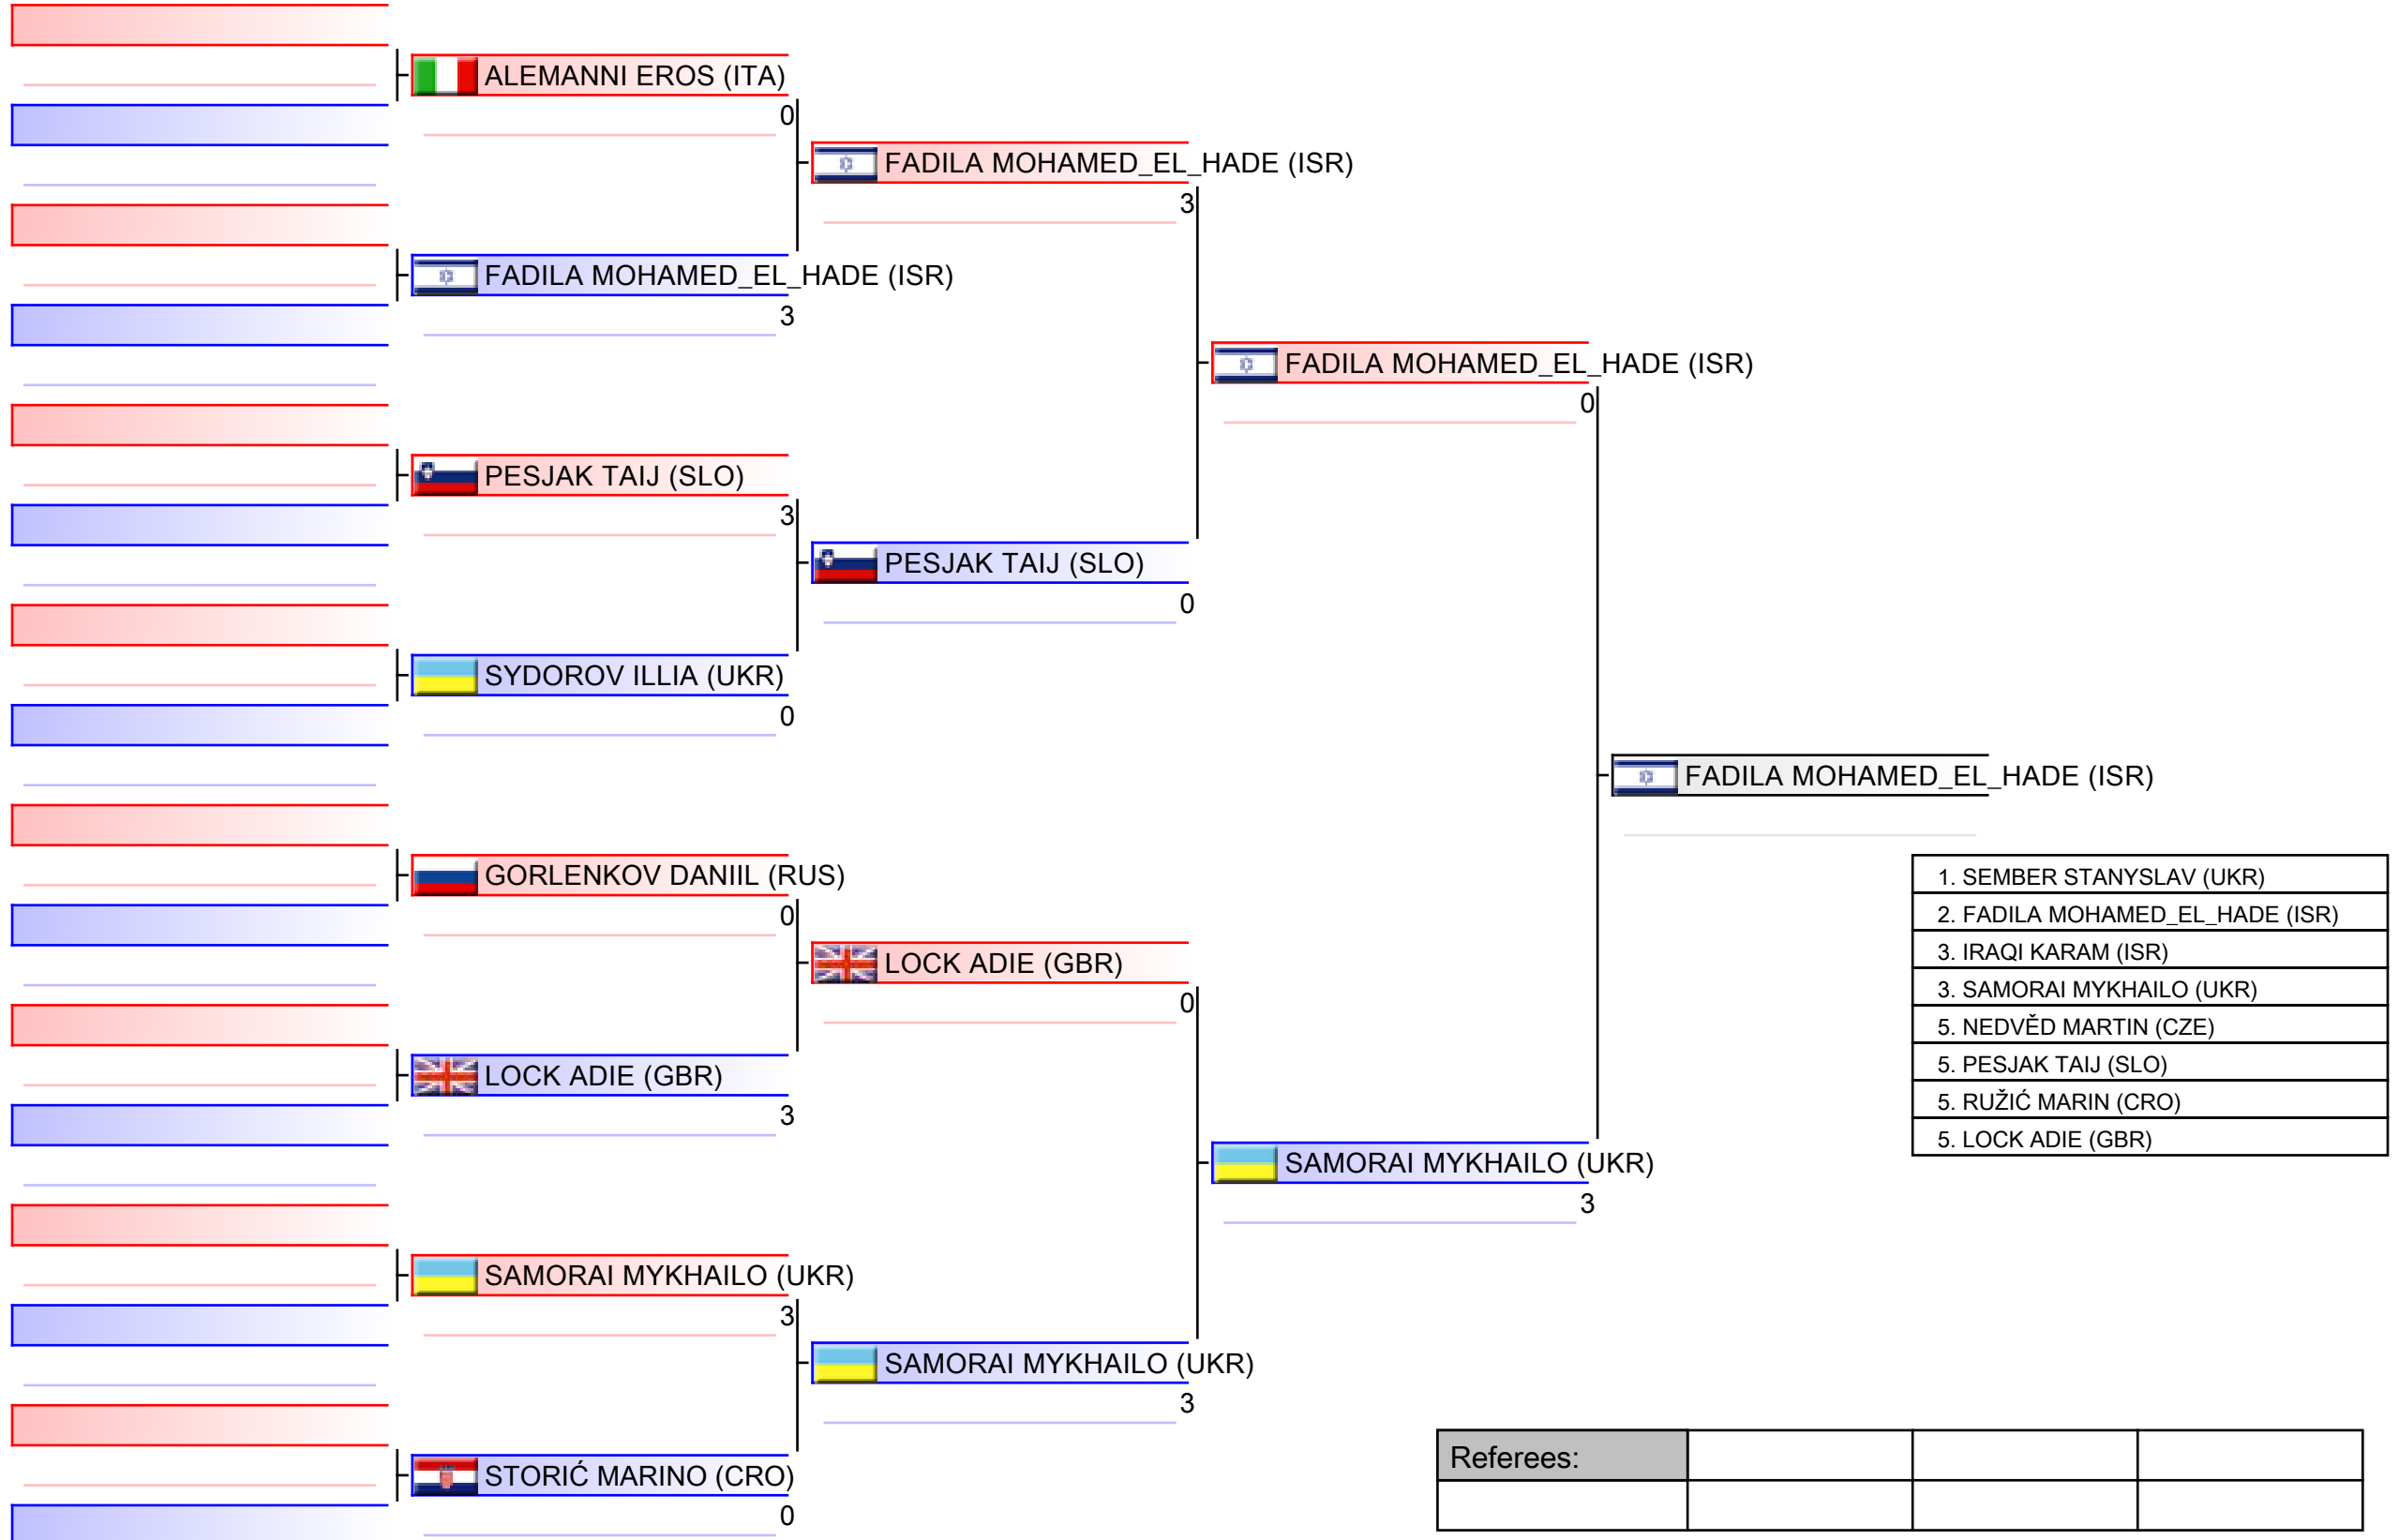 ALEMANNI EROS (ITA)
0
FADILA MOHAMED_EL_HADE (ISR)
3
FADILA MOHAMED_EL_HADE (ISR)
3
FADILA MOHAMED_EL_HADE (ISR)
0
PESJAK TAIJ (SLO)
3
PESJAK TAIJ (SLO)
0
SYDOROV ILLIA (UKR)
0
FADILA MOHAMED_EL_HADE (ISR)
GORLENKOV DANIIL (RUS)
0
LOCK ADIE (GBR)
0
LOCK ADIE (GBR)
3
SAMORAI MYKHAILO (UKR)
3
SAMORAI MYKHAILO (UKR)
3
SAMORAI MYKHAILO (UKR)
3
STORIĆ MARINO (CRO)
0
1. SEMBER STANYSLAV (UKR)
2. FADILA MOHAMED_EL_HADE (ISR)
3. IRAQI KARAM (ISR)
3. SAMORAI MYKHAILO (UKR)
5. NEDVĚD MARTIN (CZE)
5. PESJAK TAIJ (SLO)
5. RUŽIĆ MARIN (CRO)
5. LOCK ADIE (GBR)
Referees: